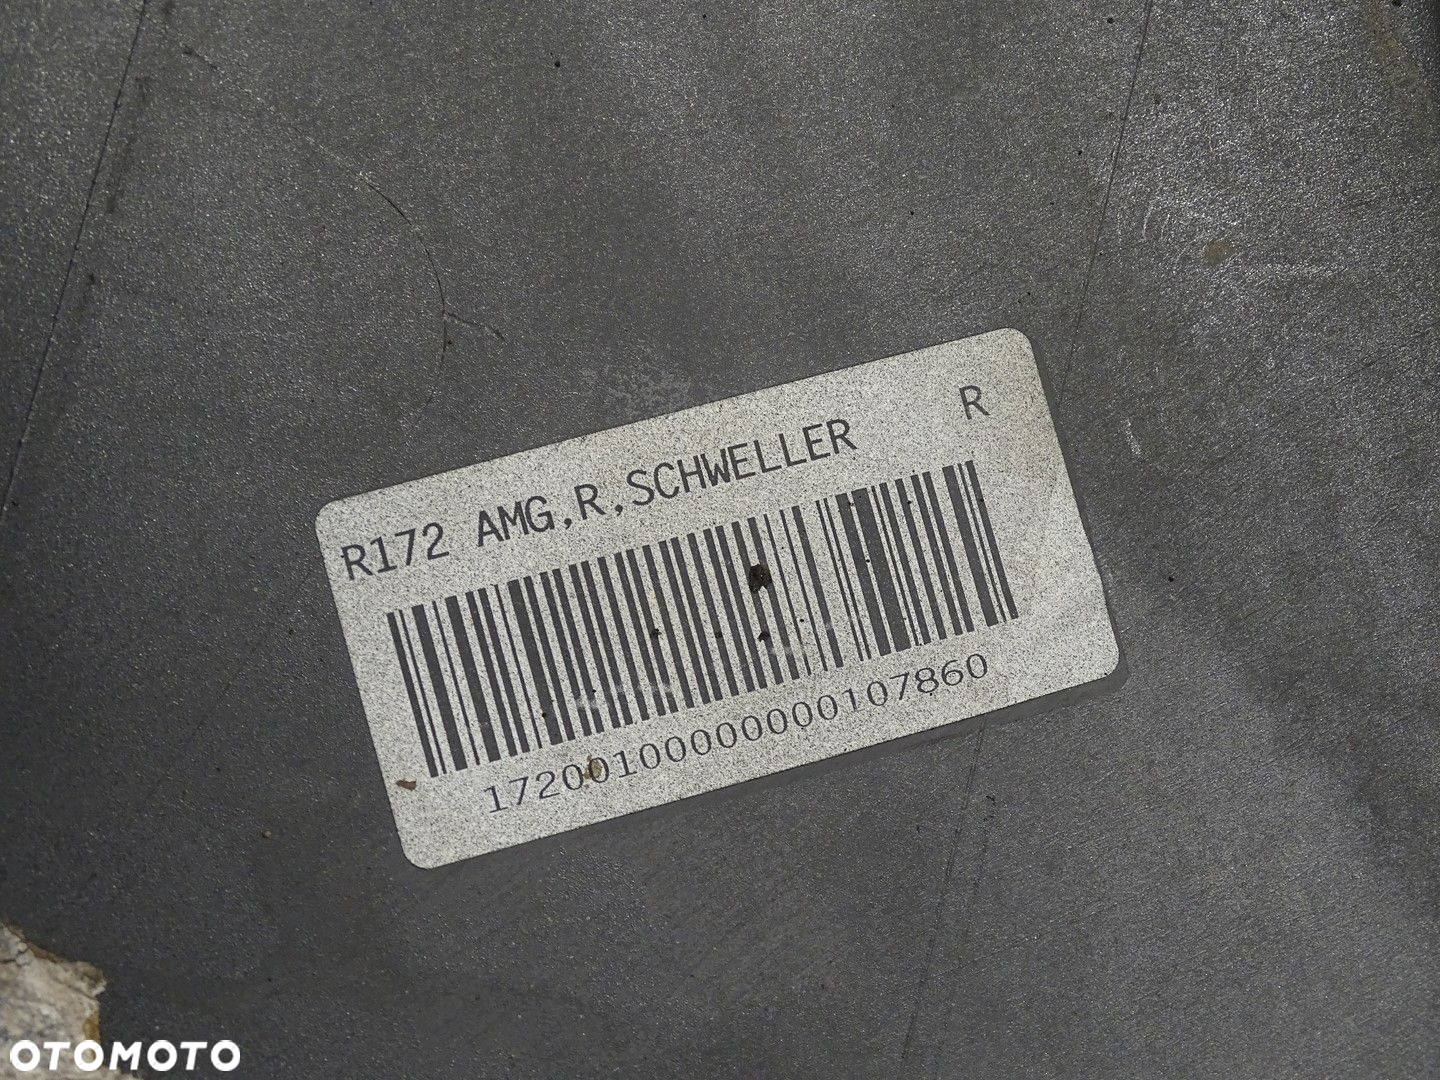 R172 AMG,R,SCHWELLER R
17200100000000107860
OTOMOTO